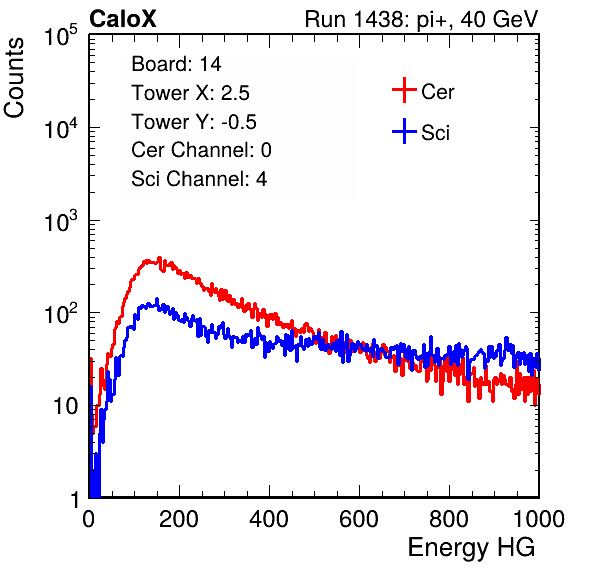 CaloX Run 1438: pi+, 40 GeV
Counts
Board: 14
Tower X: 2.5
Tower Y: -0.5
Cer Channel: 0
Sci Channel: 4
Cer
Sci
10^5
10^4
10^3
10^2
10
1
0 200 400 600 800 1000
Energy HG